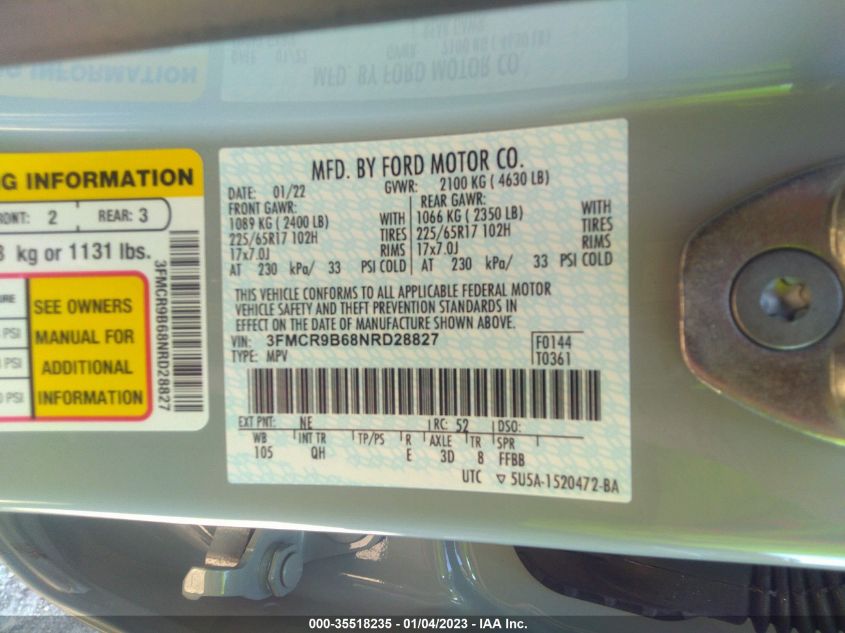 MFD. BY FORD MOTOR CO.
G INFORMATION
RONT: 2 REAR: 3
kg or 1131 lbs.
SEE OWNERS
MANUAL FOR
ADDITIONAL
INFORMATION
PSI
3FMCR9B68NRD28827
MFD. BY FORD MOTOR CO.
DATE: 01/22 GVWR: 2100 KG ( 4630 LB)
FRONT GAWR: REAR GAWR:
1089 KG ( 2400 LB) WITH 1066 KG ( 2350 LB) WITH
225/65R17 102H TIRES 225/65R17 102H TIRES
17x7.0J RIMS 17x7.0J RIMS
AT 230 kPa/ 33 PSI COLD AT 230 kPa/ 33 PSI COLD
THIS VEHICLE CONFORMS TO ALL APPLICABLE FEDERAL MOTOR
VEHICLE SAFETY AND THEFT PREVENTION STANDARDS IN
EFFECT ON THE DATE OF MANUFACTURE SHOWN ABOVE.
VIN: 3FMCR9B68NRD28827 F0144
TYPE: MPV T0361
EXT PNT: NE RC: 52 DSO:
WB INT TR TP/PS R AXLE TR SPR
105 QH E 3D 8 FFBB
UTC ▽ 5U5A-1520472-BA
000-35518235 - 01/04/2023 - IAA Inc.